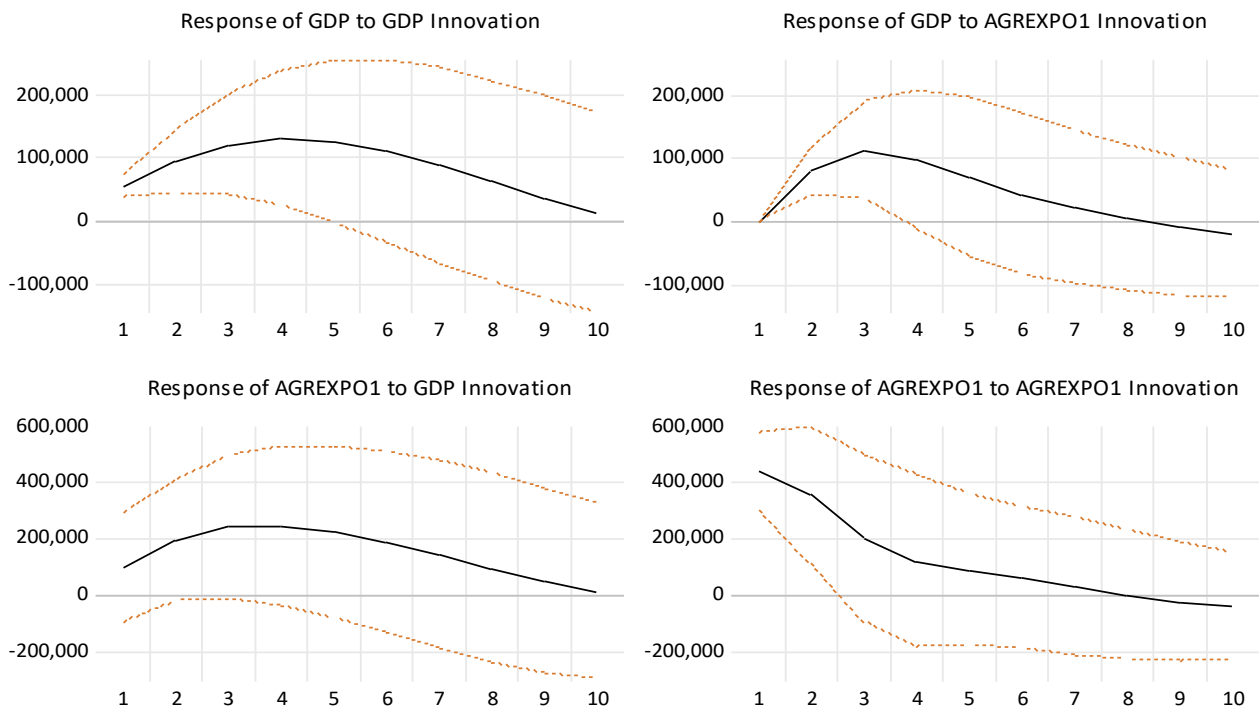 Response of GDP to GDP Innovation
200,000
100,000
0
-100,000
1 2 3 4 5 6 7 8 9 10
Response of GDP to AGREXPO1 Innovation
200,000
100,000
0
-100,000
1 2 3 4 5 6 7 8 9 10
Response of AGREXPO1 to GDP Innovation
600,000
400,000
200,000
0
-200,000
1 2 3 4 5 6 7 8 9 10
Response of AGREXPO1 to AGREXPO1 Innovation
600,000
400,000
200,000
0
-200,000
1 2 3 4 5 6 7 8 9 10